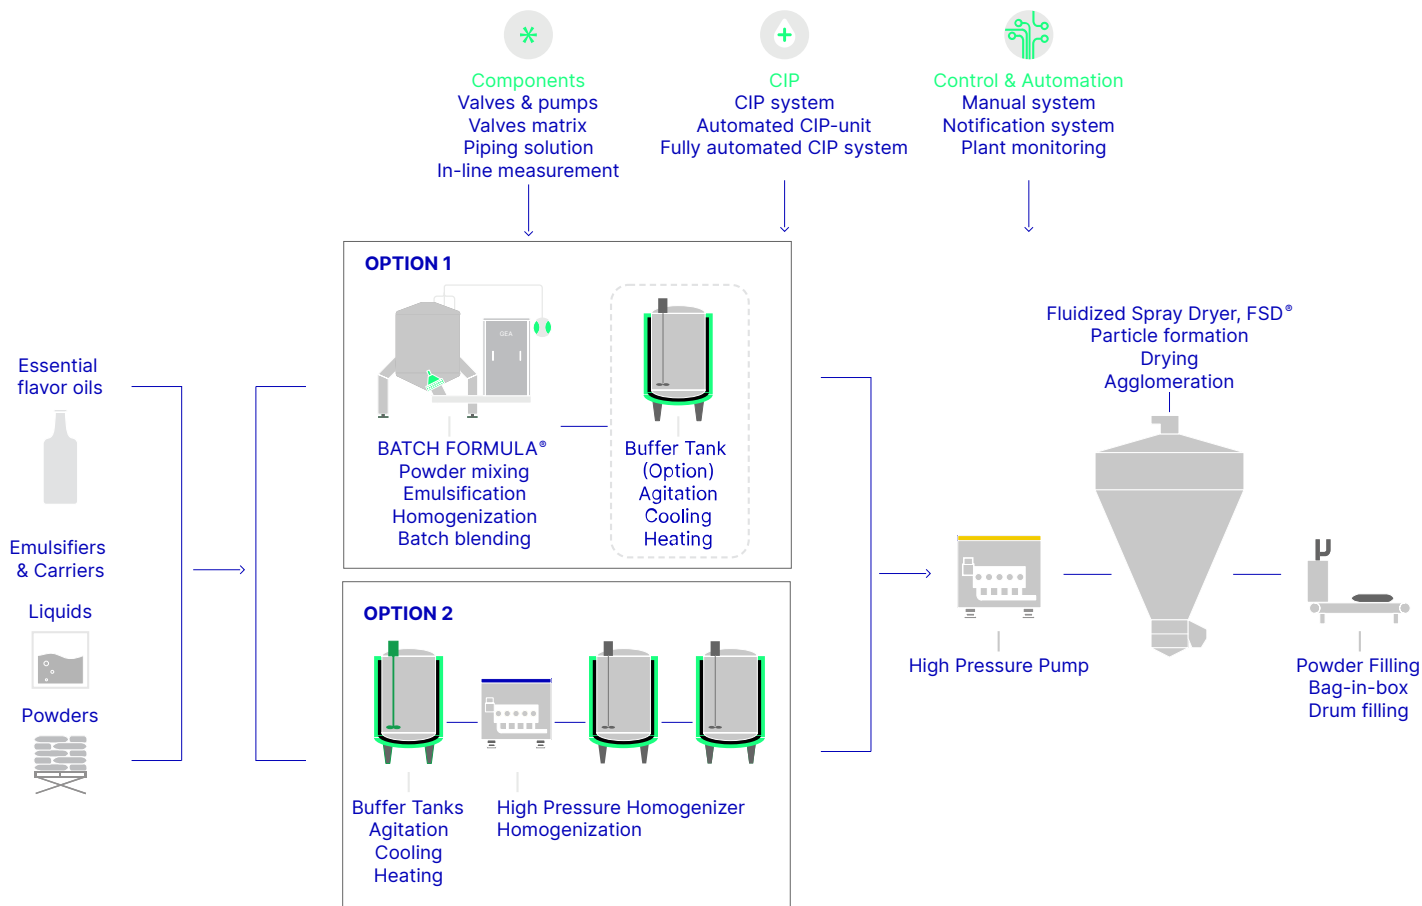 Components
Valves & pumps
Valves matrix
Piping solution
In-line measurement
CIP
CIP system
Automated CIP-unit
Fully automated CIP system
Control & Automation
Manual system
Notification system
Plant monitoring
Essential
flavor oils
Emulsifiers
& Carriers
Liquids
Powders
OPTION 1
GEA
BATCH FORMULA®
Powder mixing
Emulsification
Homogenization
Batch blending
Buffer Tank
(Option)
Agitation
Cooling
Heating
OPTION 2
Buffer Tanks
Agitation
Cooling
Heating
High Pressure Homogenizer
Homogenization
High Pressure Pump
Fluidized Spray Dryer, FSD®
Particle formation
Drying
Agglomeration
Powder Filling
Bag-in-box
Drum filling